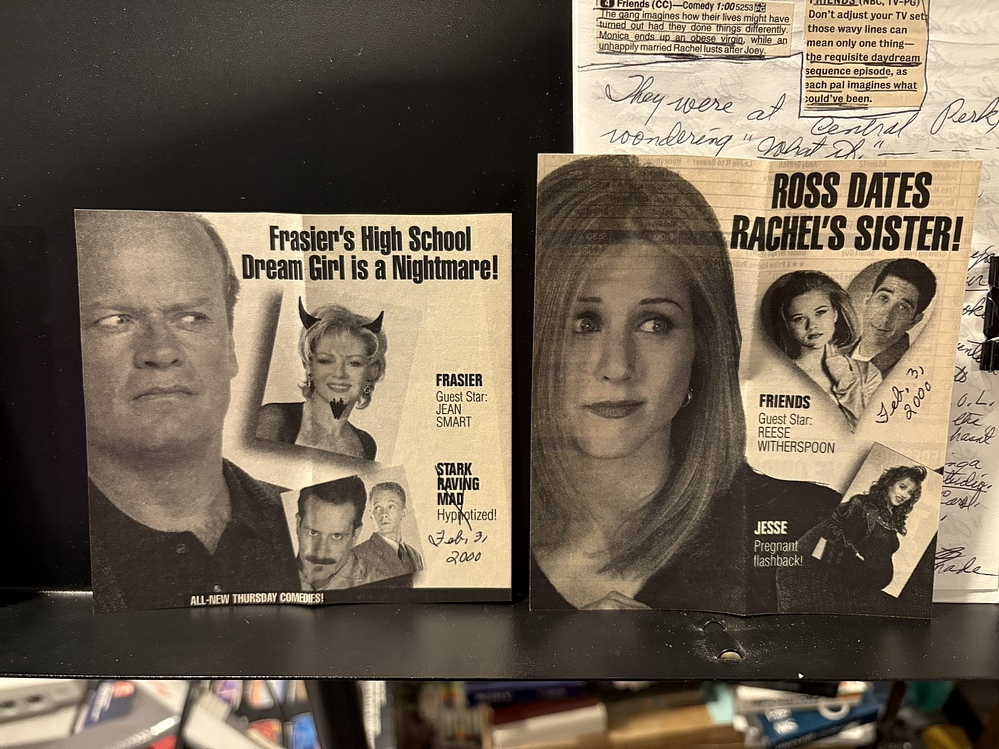 4 Friends (CC)—Comedy 1:00 5253
The gang imagines how their lives might have
turned out had they done things differently.
Monica ends up an obese virgin, while an
unhappily married Rachel lusts after Joey.
FRIENDS (NBC, TV-PG)
Don't adjust your TV set,
those wavy lines can
mean only one thing—
the requisite daydream
sequence episode, as
each pal imagines what
could've been.
They were at Central Perk,
wondering "What if."
Frasier's High School
Dream Girl is a Nightmare!
FRASIER
Guest Star:
JEAN
SMART
STARK
RAVING
MAD
Hypnotized!
Feb, 3,
2000
ALL-NEW THURSDAY COMEDIES!
ROSS DATES
RACHEL'S SISTER!
FRIENDS
Guest Star:
REESE
WITHERSPOON
Feb, 3,
2000
JESSE
Pregnant
flashback!
the
hasn't
Carol,